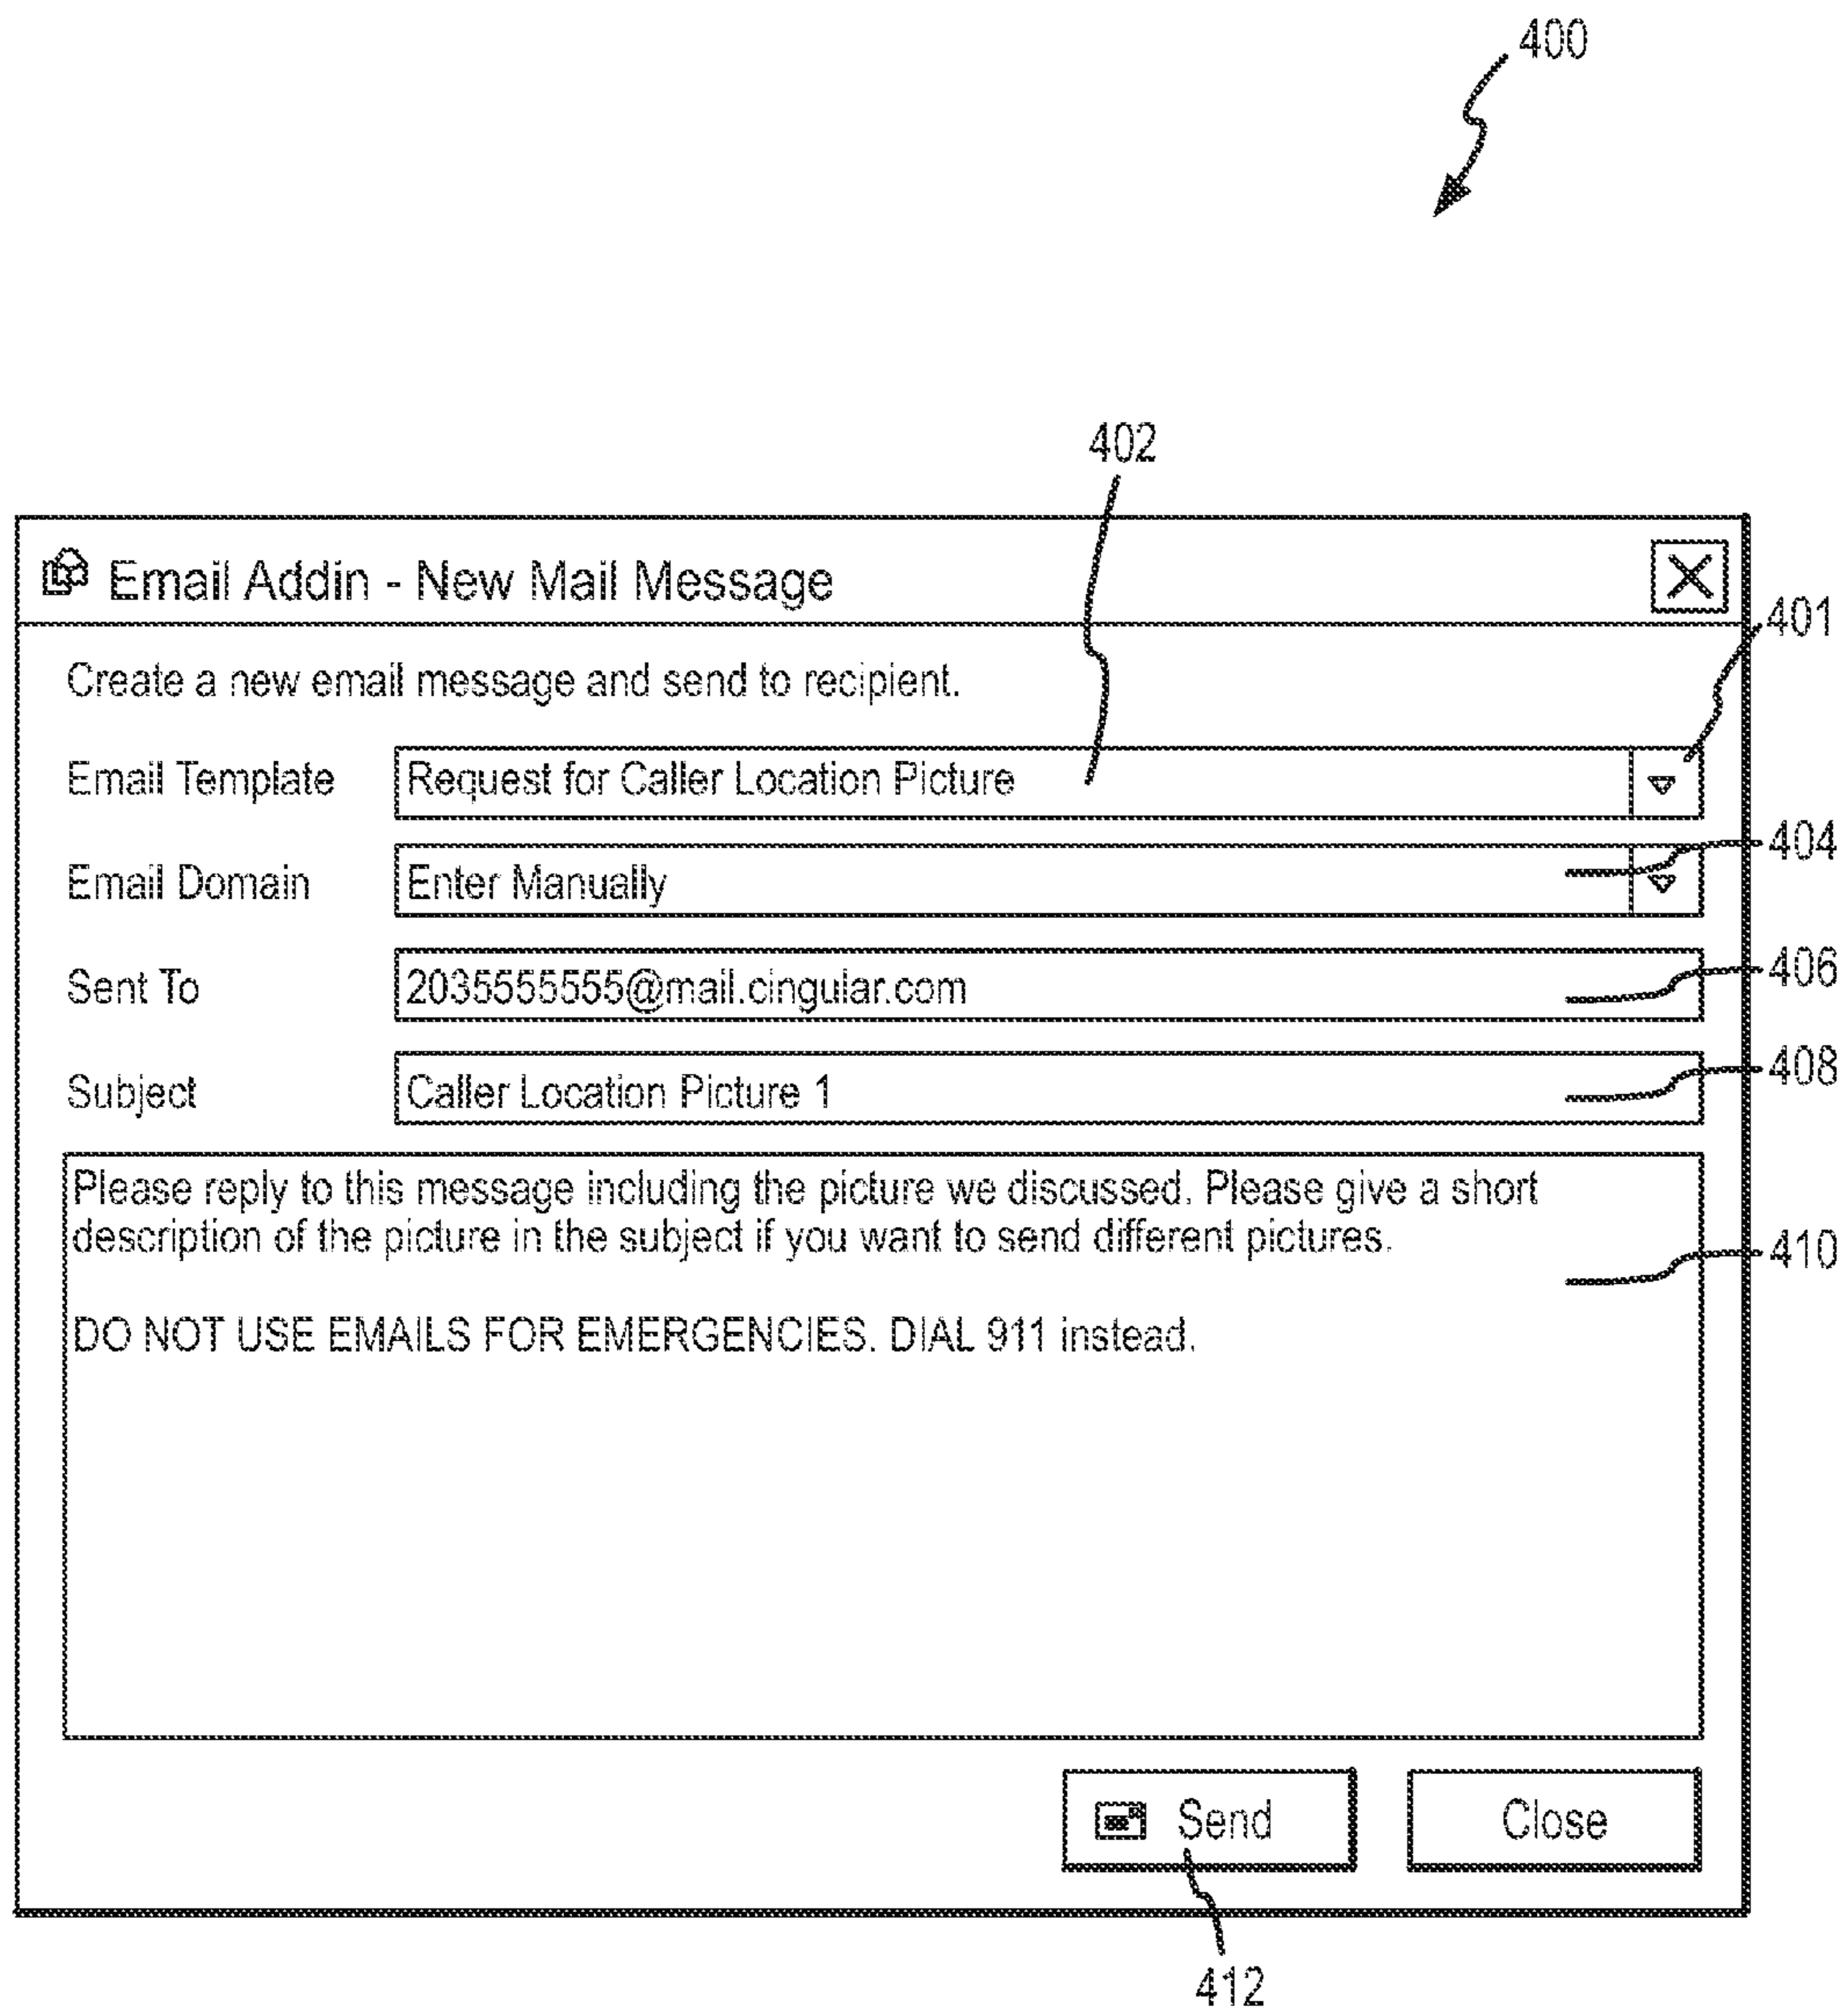 400
402
Email Addin - New Mail Message
401
Create a new email message and send to recipient.
Email Template Request for Caller Location Picture
404
Email Domain Enter Manually
Sent To 2035555555@mail.cingular.com 406
Subject Caller Location Picture 1 408
Please reply to this message including the picture we discussed. Please give a short
description of the picture in the subject if you want to send different pictures.
410
DO NOT USE EMAILS FOR EMERGENCIES. DIAL 911 instead.
Send Close
412